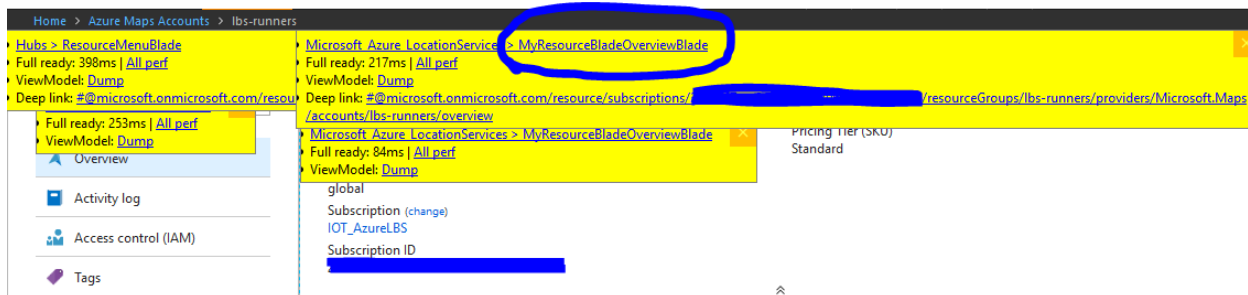 Home > Azure Maps Accounts > lbs-runners
Hubs > ResourceMenuBlade
Full ready: 398ms | All perf
ViewModel: Dump
Deep link: #@microsoft.onmicrosoft.com/resou
Microsoft_Azure_LocationServices > MyResourceBladeOverviewBlade
Full ready: 217ms | All perf
ViewModel: Dump
Deep link: #@microsoft.onmicrosoft.com/resource/subscriptions/ /resourceGroups/lbs-runners/providers/Microsoft.Maps
/accounts/lbs-runners/overview
Full ready: 253ms | All perf
ViewModel: Dump
Microsoft_Azure_LocationServices > MyResourceBladeOverviewBlade
Full ready: 84ms | All perf
ViewModel: Dump
Pricing Tier (SKU)
Standard
Overview
Activity log
Access control (IAM)
Tags
global
Subscription (change)
IOT_AzureLBS
Subscription ID